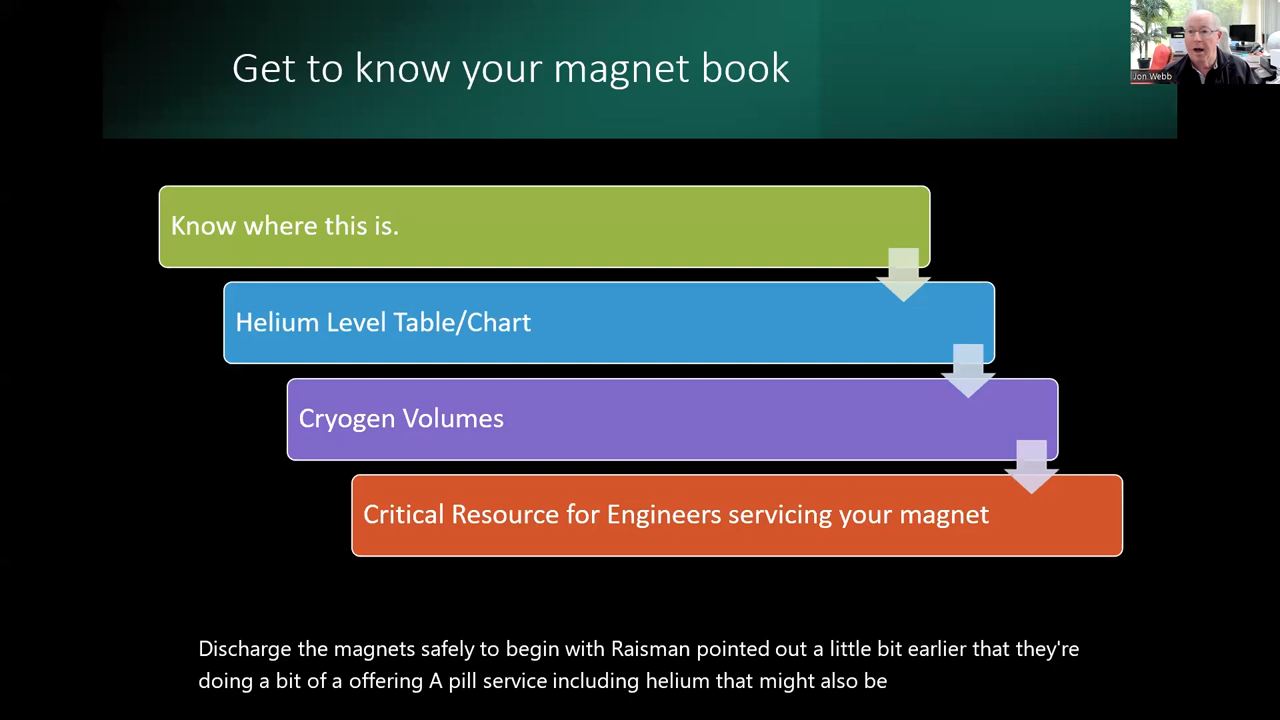 Get to know your magnet book
Jon Webb
Know where this is.
Helium Level Table/Chart
Cryogen Volumes
Critical Resource for Engineers servicing your magnet
Discharge the magnets safely to begin with Raisman pointed out a little bit earlier that they're
doing a bit of a offering A pill service including helium that might also be